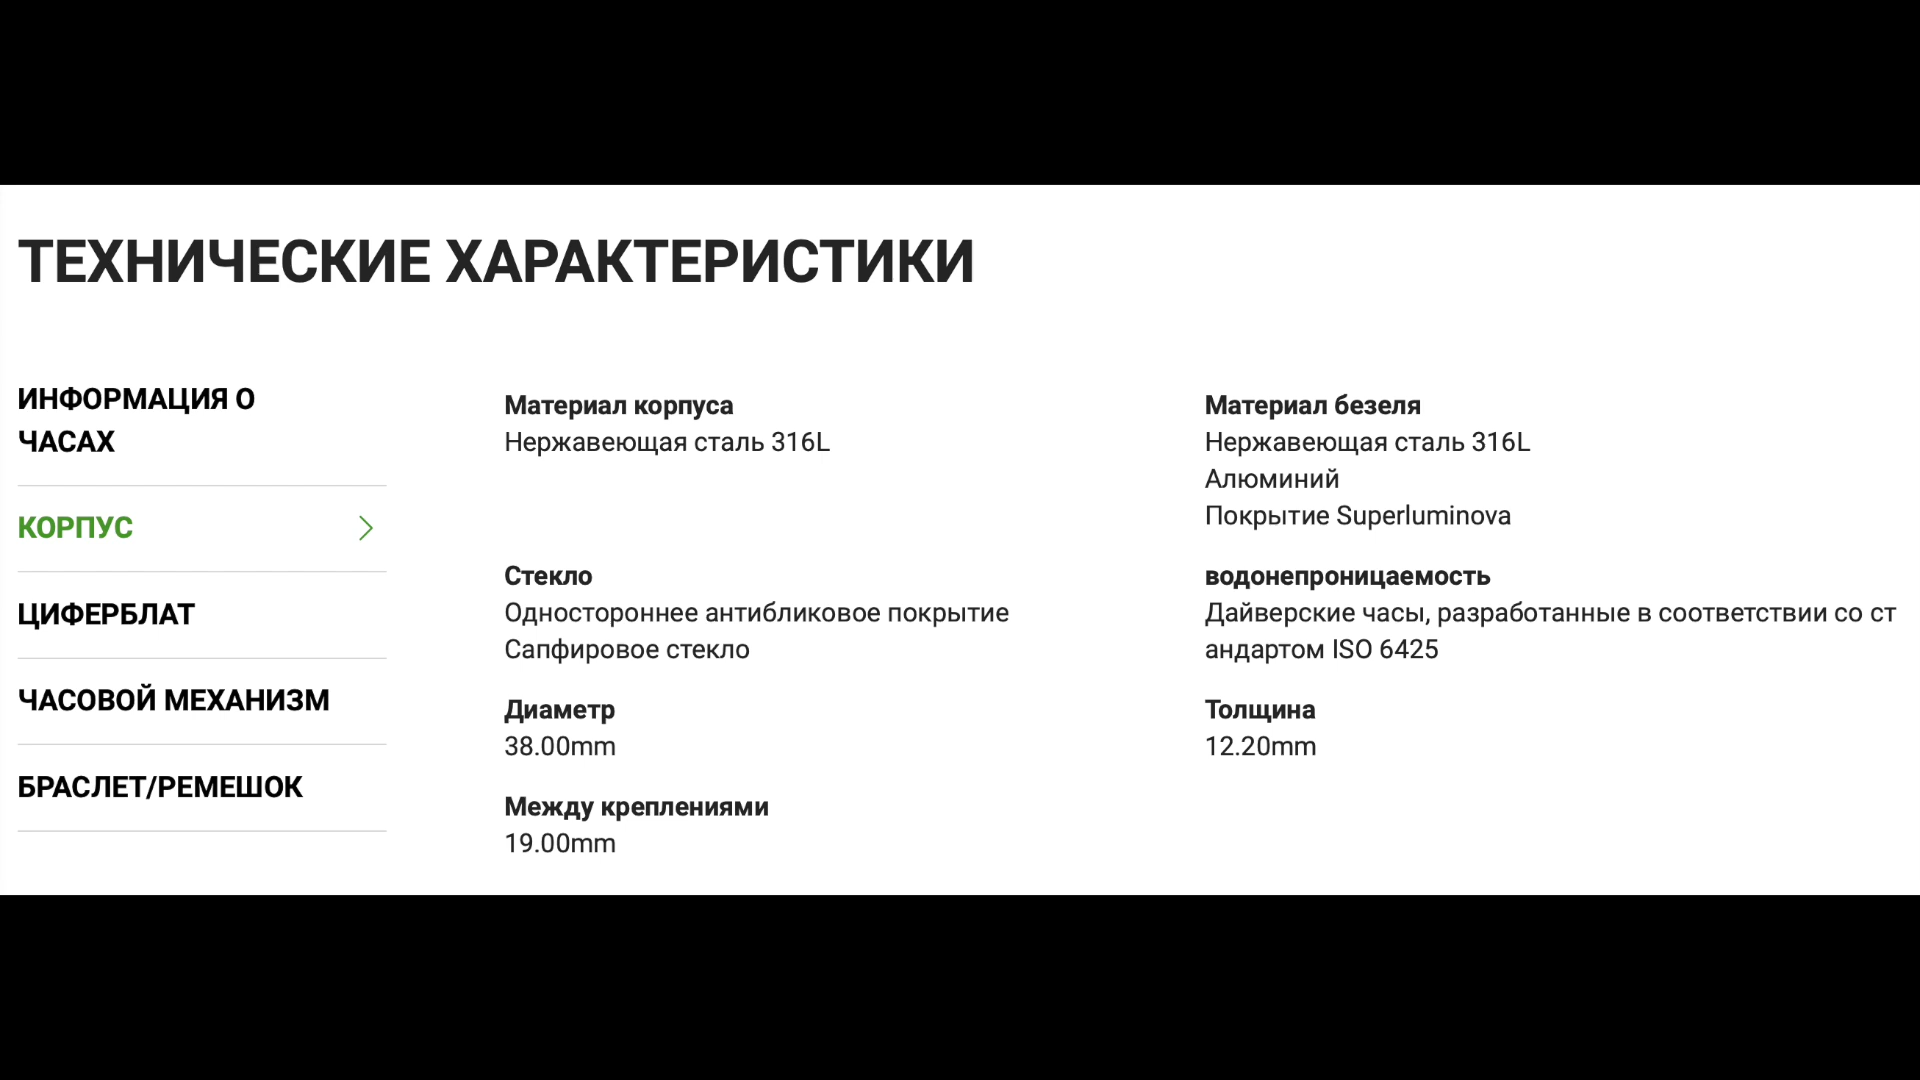 ТЕХНИЧЕСКИЕ ХАРАКТЕРИСТИКИ
ИНФОРМАЦИЯ О
ЧАСАХ
КОРПУС
ЦИФЕРБЛАТ
ЧАСОВОЙ МЕХАНИЗМ
БРАСЛЕТ/РЕМЕШОК
Материал корпуса
Нержавеющая сталь 316L
Материал безеля
Нержавеющая сталь 316L
Алюминий
Покрытие Superluminova
Стекло
Одностороннее антибликовое покрытие
Сапфировое стекло
водонепроницаемость
Дайверские часы, разработанные в соответствии со ст
андартом ISO 6425
Диаметр
38.00mm
Толщина
12.20mm
Между креплениями
19.00mm